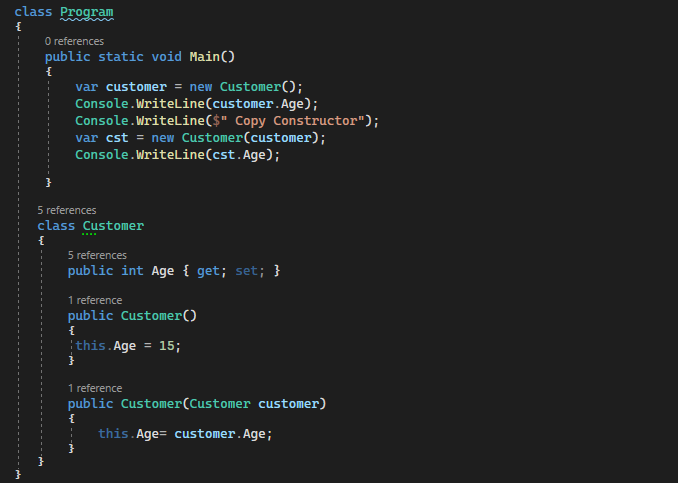 class Program
{
0 references
public static void Main()
{
var customer = new Customer();
Console.WriteLine(customer.Age);
Console.WriteLine($" Copy Constructor");
var cst = new Customer(customer);
Console.WriteLine(cst.Age);
}
5 references
class Customer
{
5 references
public int Age { get; set; }
1 reference
public Customer()
{
this.Age = 15;
}
1 reference
public Customer(Customer customer)
{
this.Age= customer.Age;
}
}
}